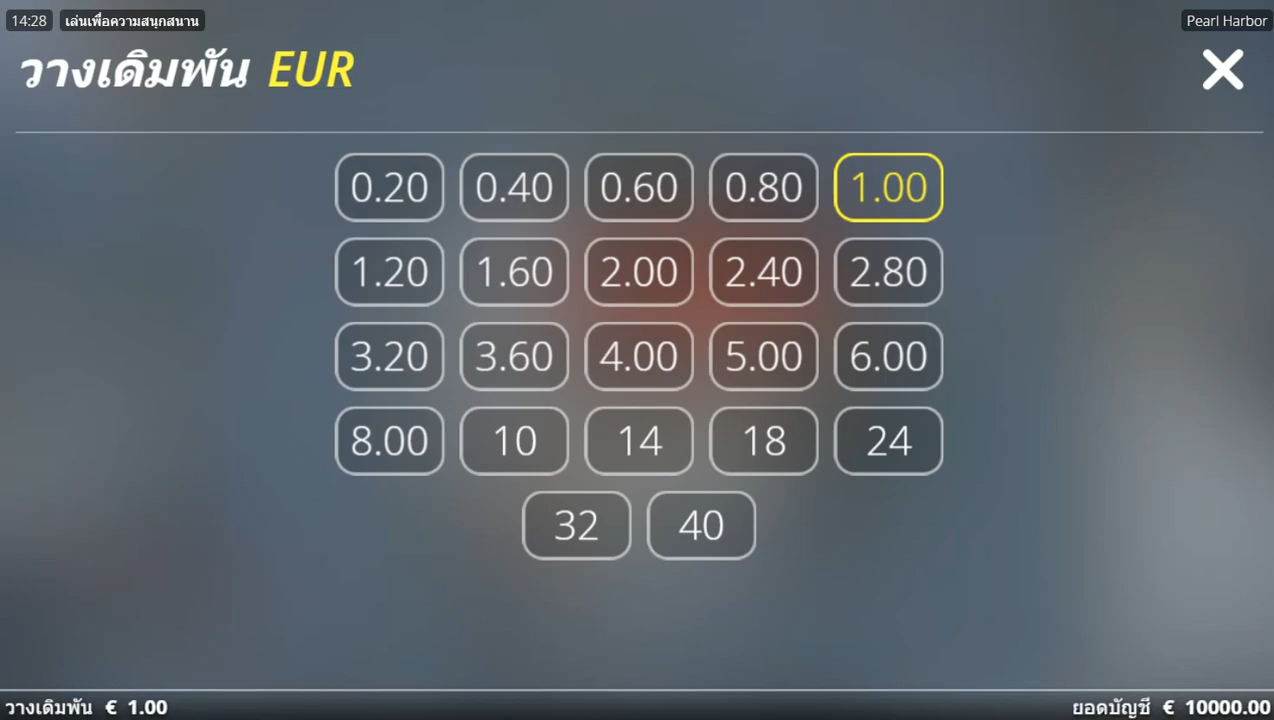 14:28 เล่นเพื่อความสนุกสนาน Pearl Harbor
วางเดิมพัน EUR
0.20 0.40 0.60 0.80 1.00
1.20 1.60 2.00 2.40 2.80
3.20 3.60 4.00 5.00 6.00
8.00 10 14 18 24
32 40
วางเดิมพัน € 1.00 ยอดบัญชี € 10000.00